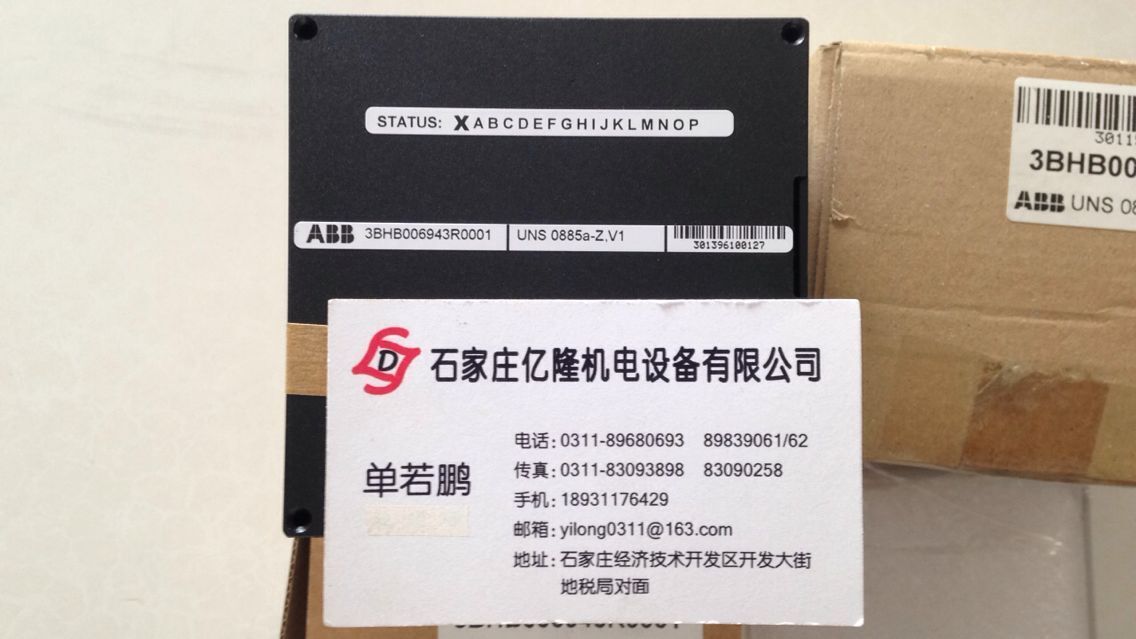 STATUS: X A B C D E F G H I J K L M N O P
ABB 3BHB006943R0001 UNS 0885a-Z,V1
301396100127
3011
3BHB00
ABB UNS 08
D
石家庄亿隆机电设备有限公司
电话: 0311-89680693 89839061/62
传真: 0311-83093898 83090258
单若鹏
手机: 18931176429
邮箱: yilong0311@163.com
地址: 石家庄经济技术开发区开发大街
地税局对面